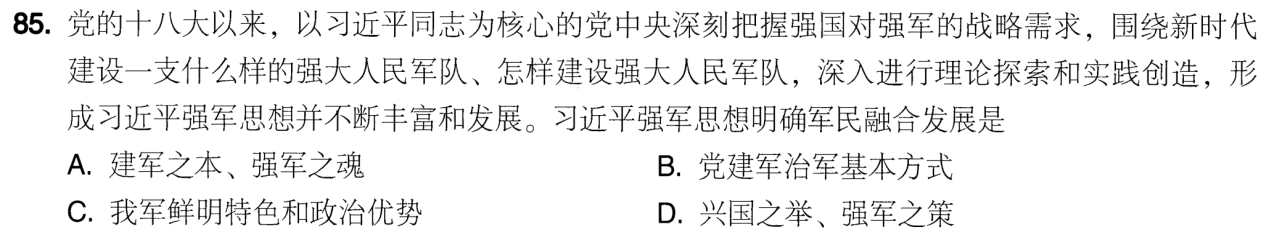 85. 党的十八大以来，以习近平同志为核心的党中央深刻把握强国对强军的战略需求，围绕新时代
建设一支什么样的强大人民军队、怎样建设强大人民军队，深入进行理论探索和实践创造，形
成习近平强军思想并不断丰富和发展。习近平强军思想明确军民融合发展是
A. 建军之本、强军之魂 B. 党建军治军基本方式
C. 我军鲜明特色和政治优势 D. 兴国之举、强军之策